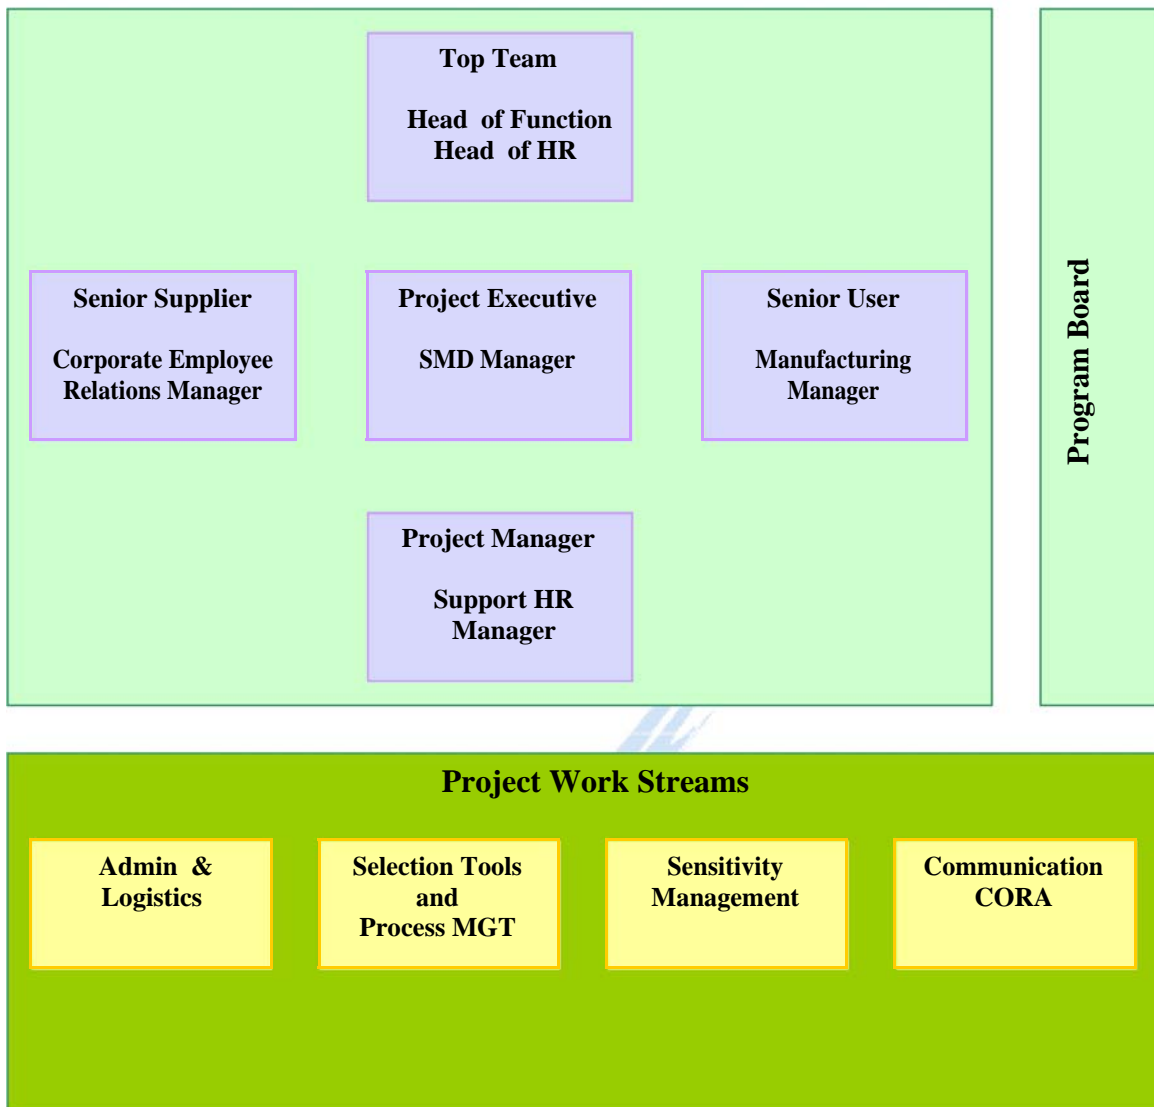 Top Team
Head of Function
Head of HR
Senior Supplier
Corporate Employee
Relations Manager
Project Executive
SMD Manager
Senior User
Manufacturing
Manager
Project Manager
Support HR
Manager
Program Board
Project Work Streams
Admin &
Logistics
Selection Tools
and
Process MGT
Sensitivity
Management
Communication
CORA